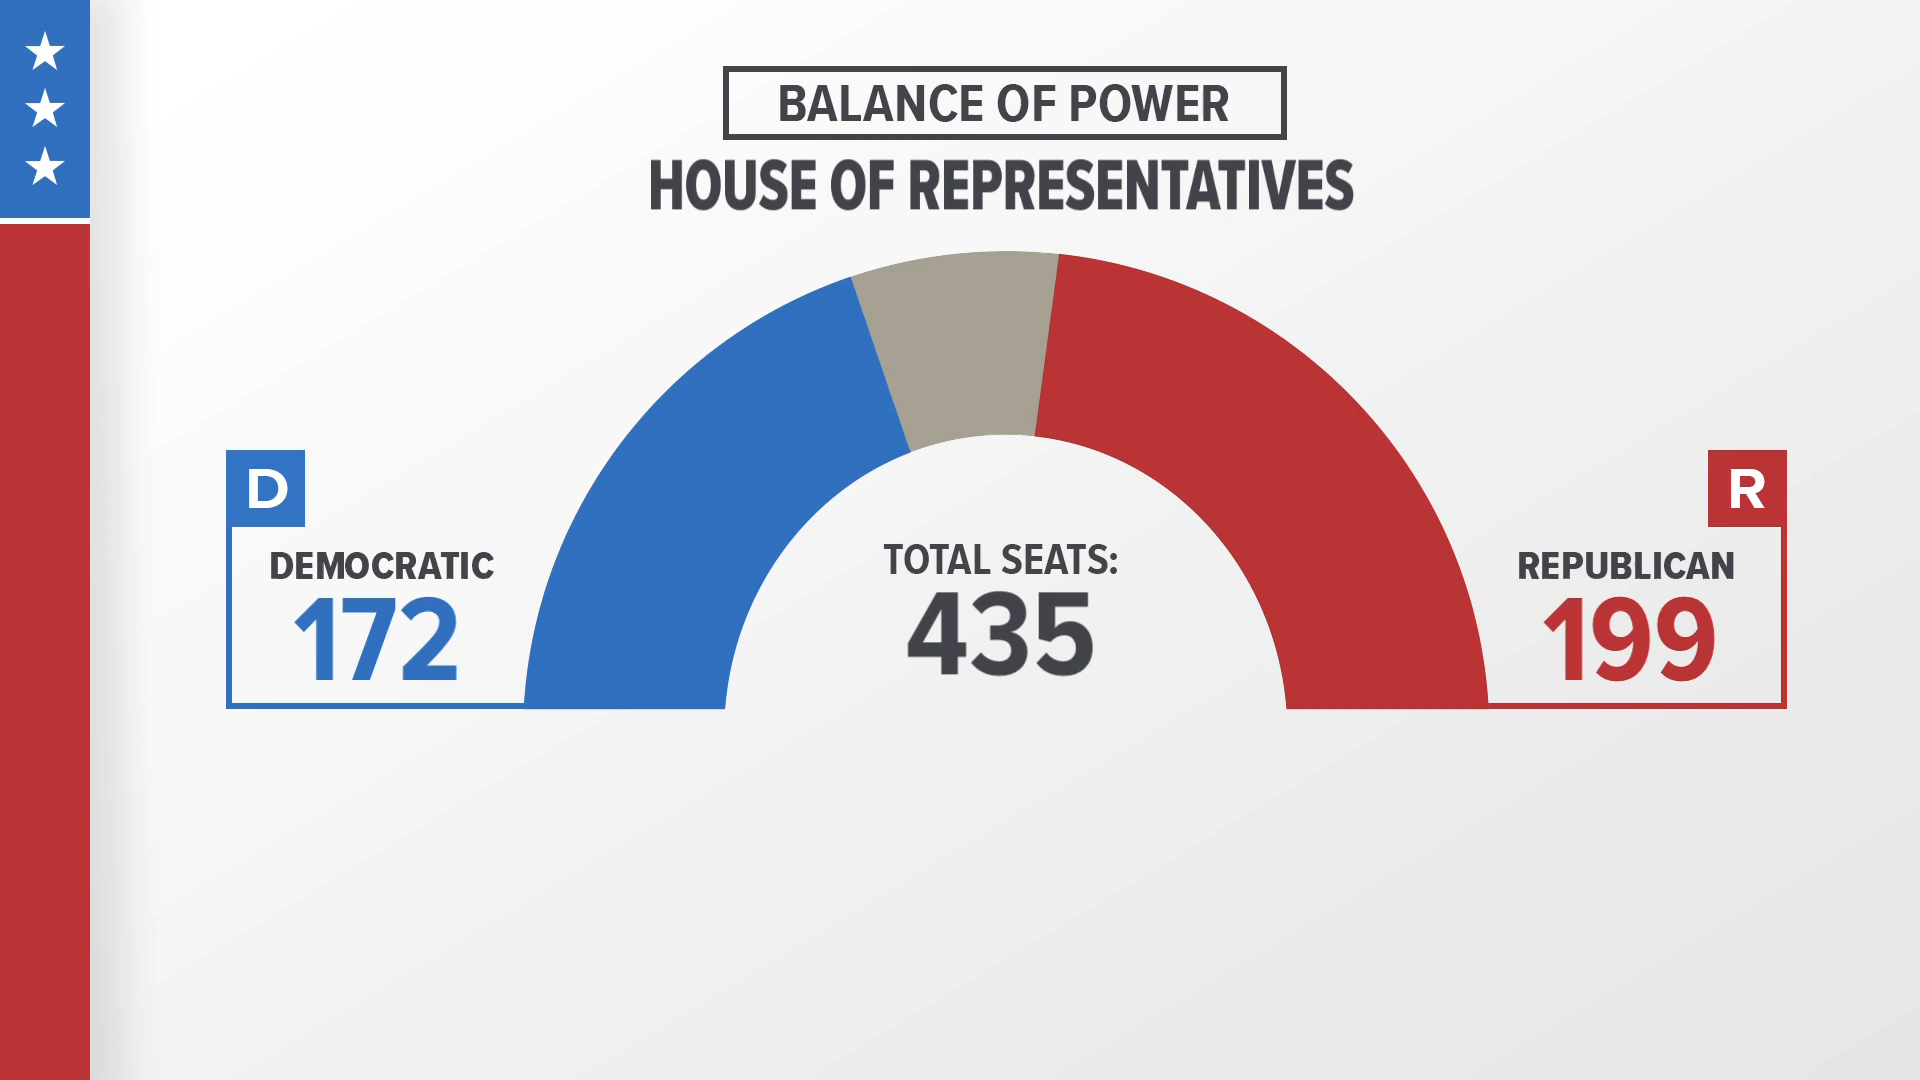 BALANCE OF POWER
HOUSE OF REPRESENTATIVES
D
DEMOCRATIC
172
TOTAL SEATS:
435
R
REPUBLICAN
199